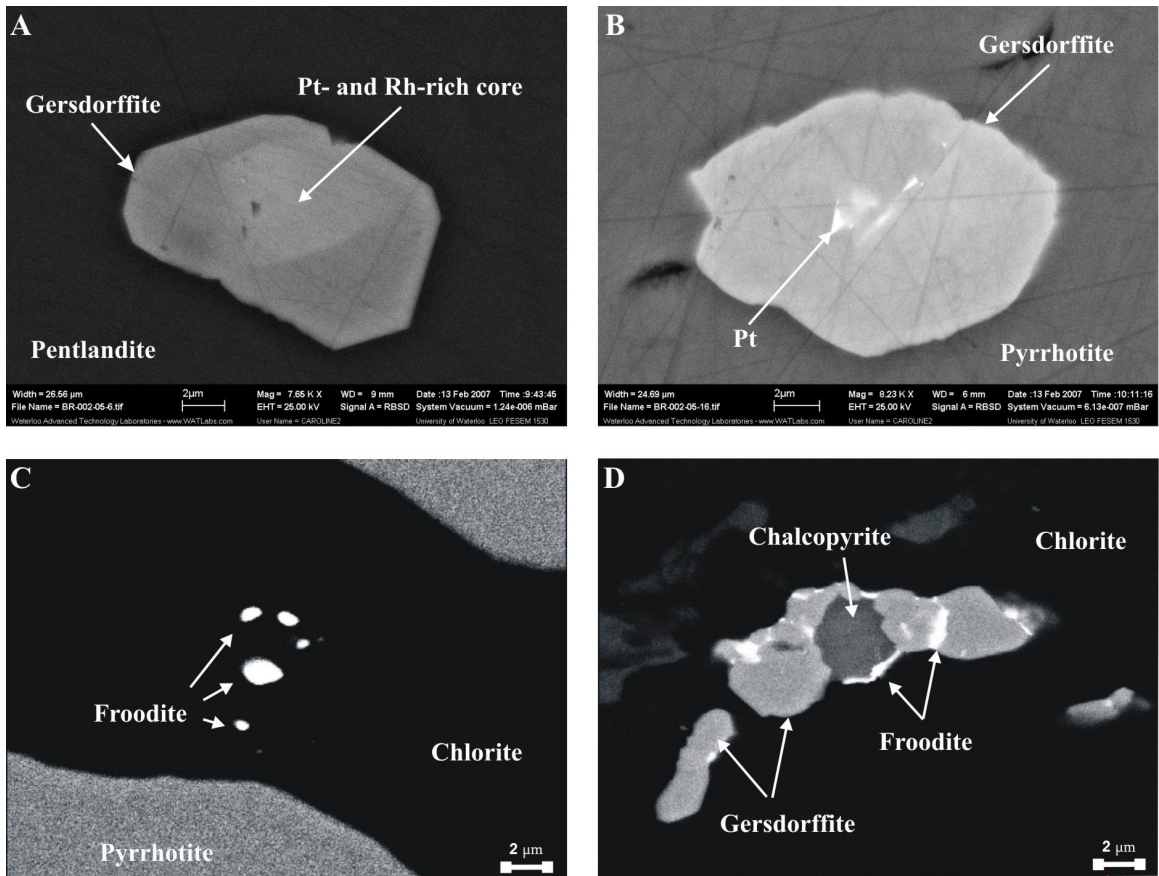 A
Gersdorffite
Pt- and Rh-rich core
Pentlandite
Width = 26.56 µm
File Name = BR-002-05-6.tif
2µm
Mag = 7.65 K X WD = 9 mm Date :13 Feb 2007 Time :9:43:45
EHT = 25.00 kV Signal A = RBSD System Vacuum = 1.24e-006 mBar
Waterloo Advanced Technology Laboratories - www.WATLabs.com User Name = CAROLINE2 University of Waterloo LEO FESEM 1530
B
Gersdorffite
Pt
Pyrrhotite
Width = 24.69 µm
File Name = BR-002-05-16.tif
2µm
Mag = 8.23 K X WD = 6 mm Date :13 Feb 2007 Time :10:11:16
EHT = 25.00 kV Signal A = RBSD System Vacuum = 6.13e-007 mBar
Waterloo Advanced Technology Laboratories - www.WATLabs.com User Name = CAROLINE2 University of Waterloo LEO FESEM 1530
C
Froodite
Chlorite
Pyrrhotite
2 µm
D
Chalcopyrite
Chlorite
Froodite
Gersdorffite
2 µm